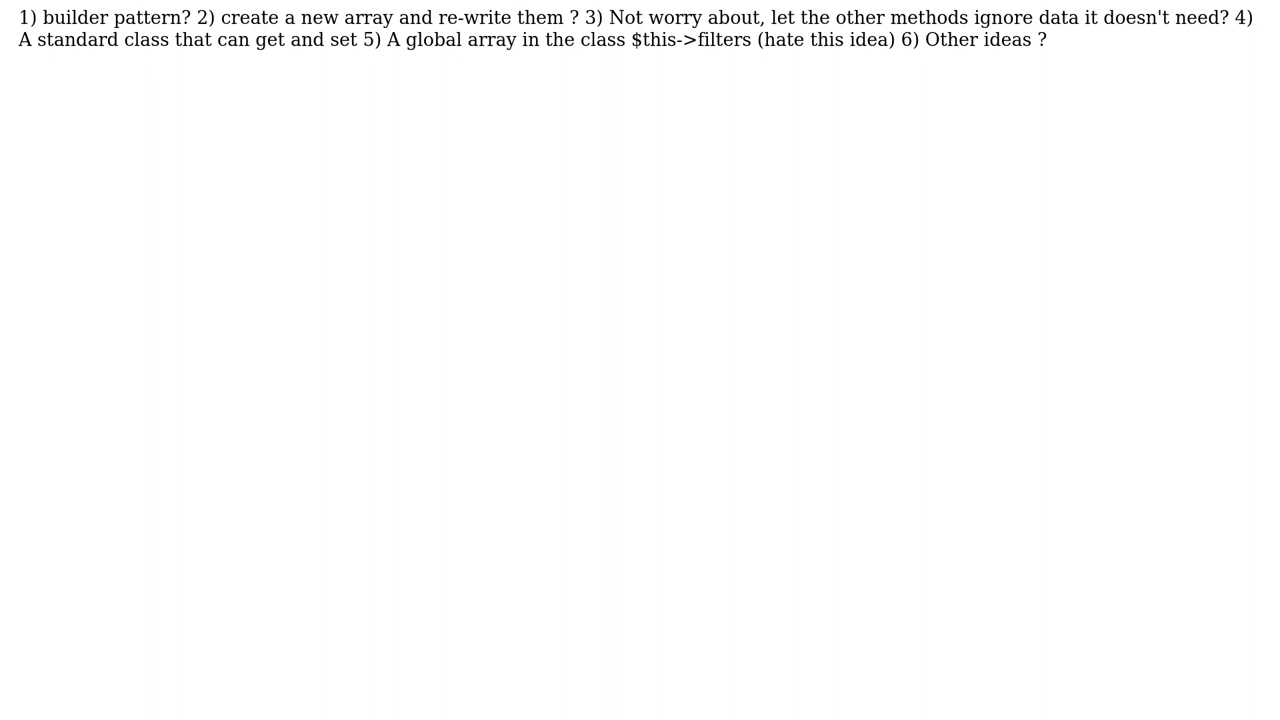 1) builder pattern? 2) create a new array and re-write them ? 3) Not worry about, let the other methods ignore data it doesn't need? 4)
A standard class that can get and set 5) A global array in the class $this->filters (hate this idea) 6) Other ideas ?